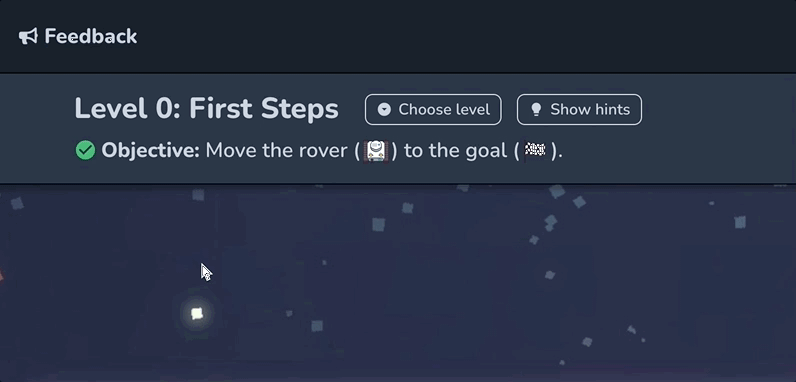 Feedback
Level 0: First Steps
Choose level
Show hints
Objective: Move the rover ( ) to the goal ( ).